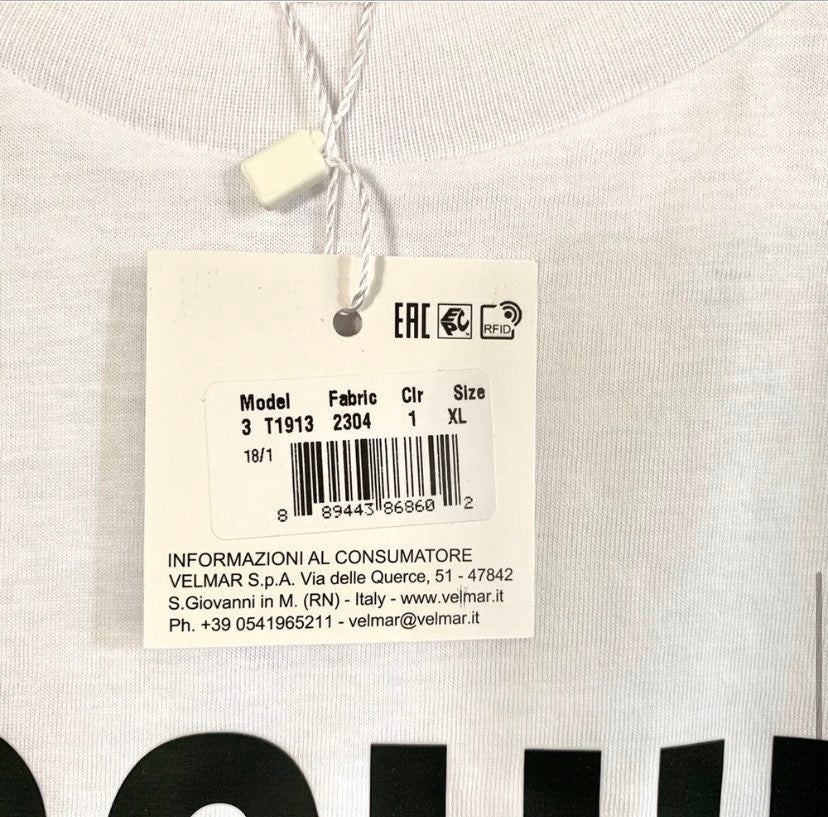 EAC EPC RFID
Model Fabric Clr Size
3 T1913 2304 1 XL
18/1
8 89443 86860 2
INFORMAZIONI AL CONSUMATORE
VELMAR S.p.A. Via delle Querce, 51 - 47842
S.Giovanni in M. (RN) - Italy - www.velmar.it
Ph. +39 0541965211 - velmar@velmar.it